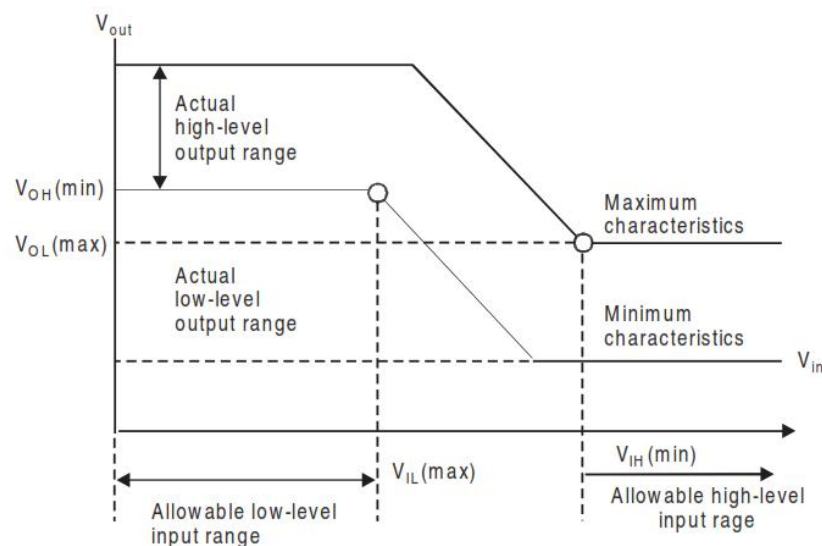 Vout
Actual
high-level
output range
VOH(min)
Maximum
characteristics
VOL(max)
Actual
low-level
output range
Minimum
characteristics
Vin
VIL(max)
VIH(min)
Allowable low-level
input range
Allowable high-level
input rage